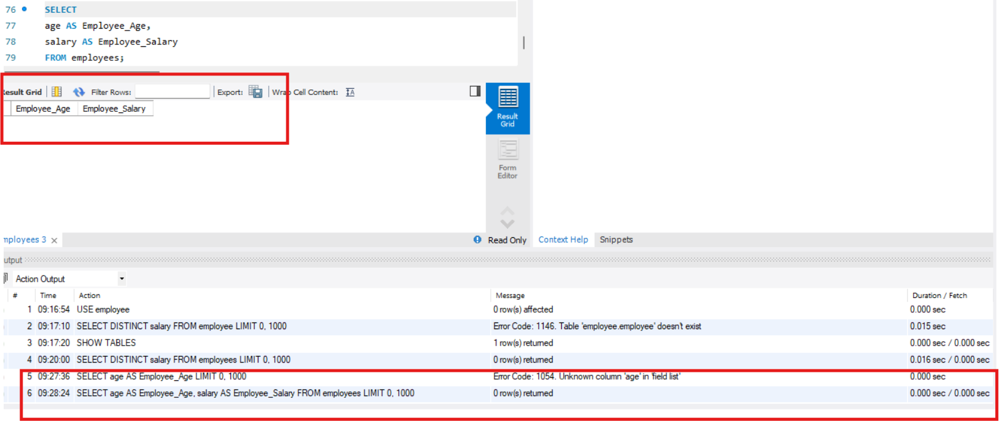 76 SELECT
77 age AS Employee_Age,
78 salary AS Employee_Salary
79 FROM employees;
Result Grid Filter Rows: Export: Wrap Cell Content: IA
Employee_Age Employee_Salary
Result
Grid
Form
Editor
mployees 3 × Read Only Context Help Snippets
utput
Action Output
# Time Action Message Duration / Fetch
1 09:16:54 USE employee 0 row(s) affected 0.000 sec
2 09:17:10 SELECT DISTINCT salary FROM employee LIMIT 0, 1000 Error Code: 1146. Table 'employee.employee' doesn't exist 0.015 sec
3 09:17:20 SHOW TABLES 1 row(s) returned 0.000 sec / 0.000 sec
4 09:20:00 SELECT DISTINCT salary FROM employees LIMIT 0, 1000 0 row(s) returned 0.016 sec / 0.000 sec
5 09:27:36 SELECT age AS Employee_Age LIMIT 0, 1000 Error Code: 1054. Unknown column 'age' in 'field list' 0.000 sec
6 09:28:24 SELECT age AS Employee_Age, salary AS Employee_Salary FROM employees LIMIT 0, 1000 0 row(s) returned 0.000 sec / 0.000 sec